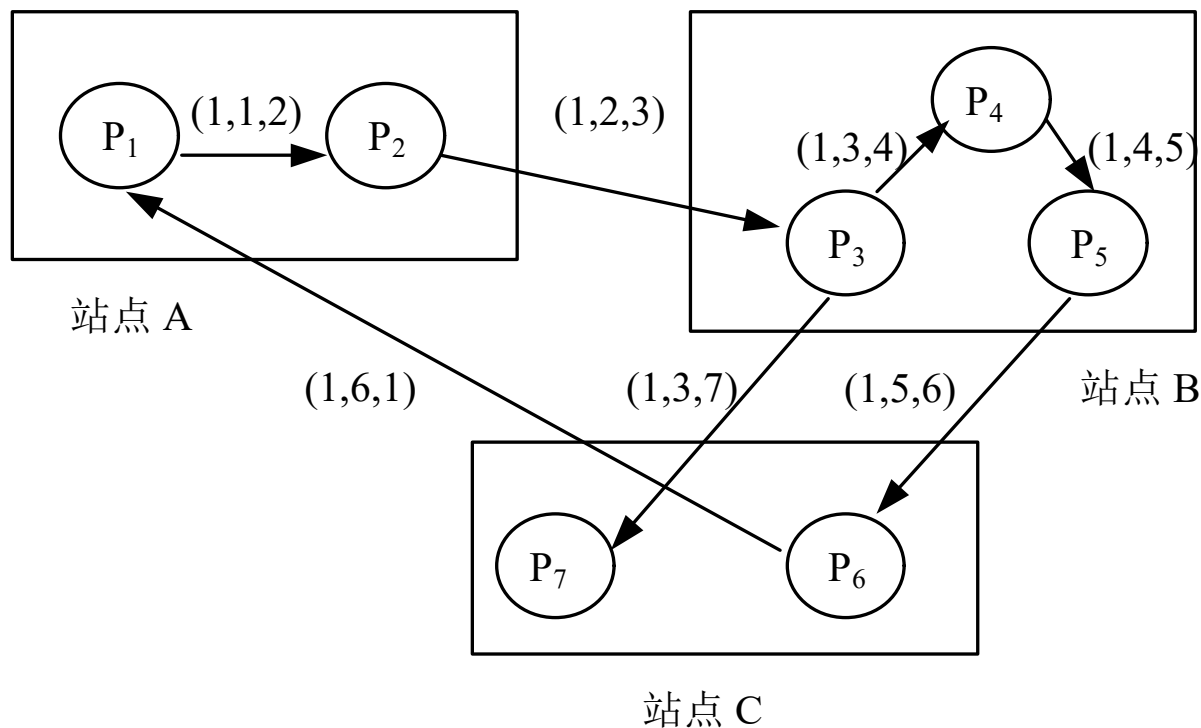 P4
(1,1,2)
(1,2,3)
P1
P2
(1,3,4)
(1,4,5)
P3
P5
站点 A
(1,6,1)
(1,3,7)
(1,5,6)
站点 B
P7
P6
站点 C